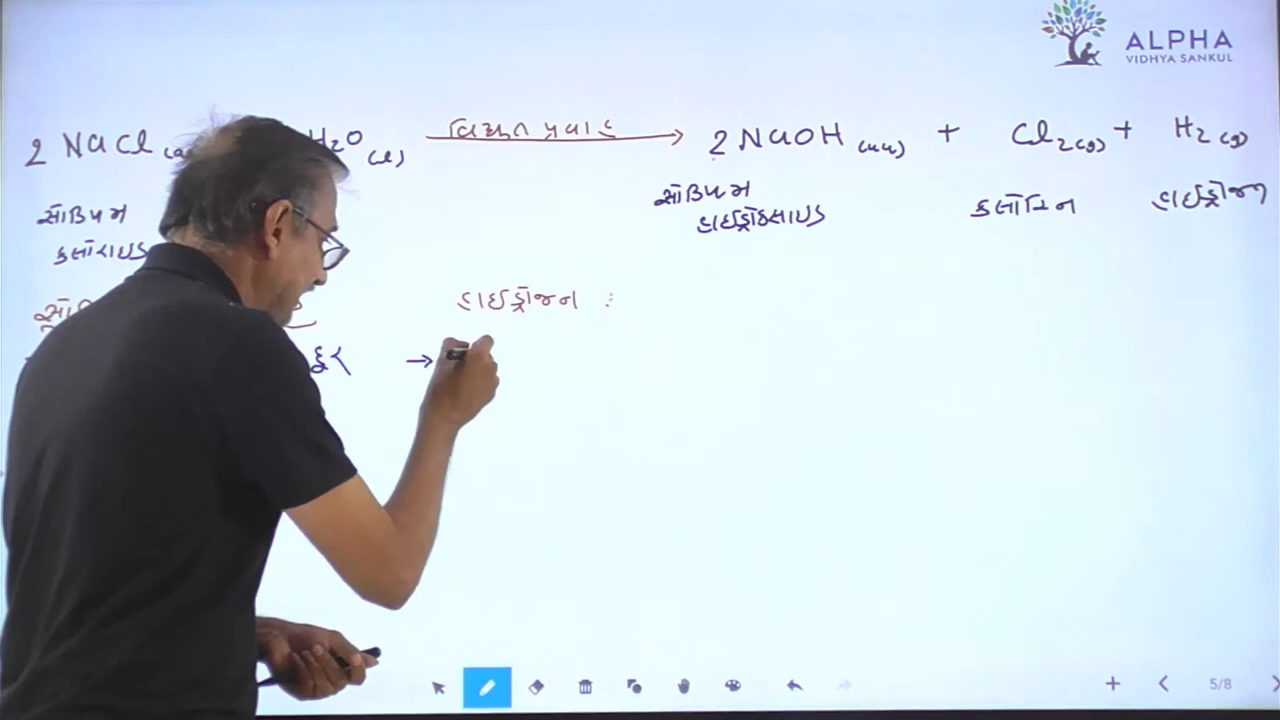 ALPHA
VIDHYA SANKUL
2 NaCl H₂O (l) વિદ્યુત પ્રવાહ → 2 NaOH (aq) + Cl₂(g) + H₂(g)
સોડિયમ
ક્લોરાઇડ
સોડિયમ
હાઇડ્રોક્સાઇડ
ક્લોરિન
હાઇડ્રોજન
હાઇડ્રોજન :
→
5/8